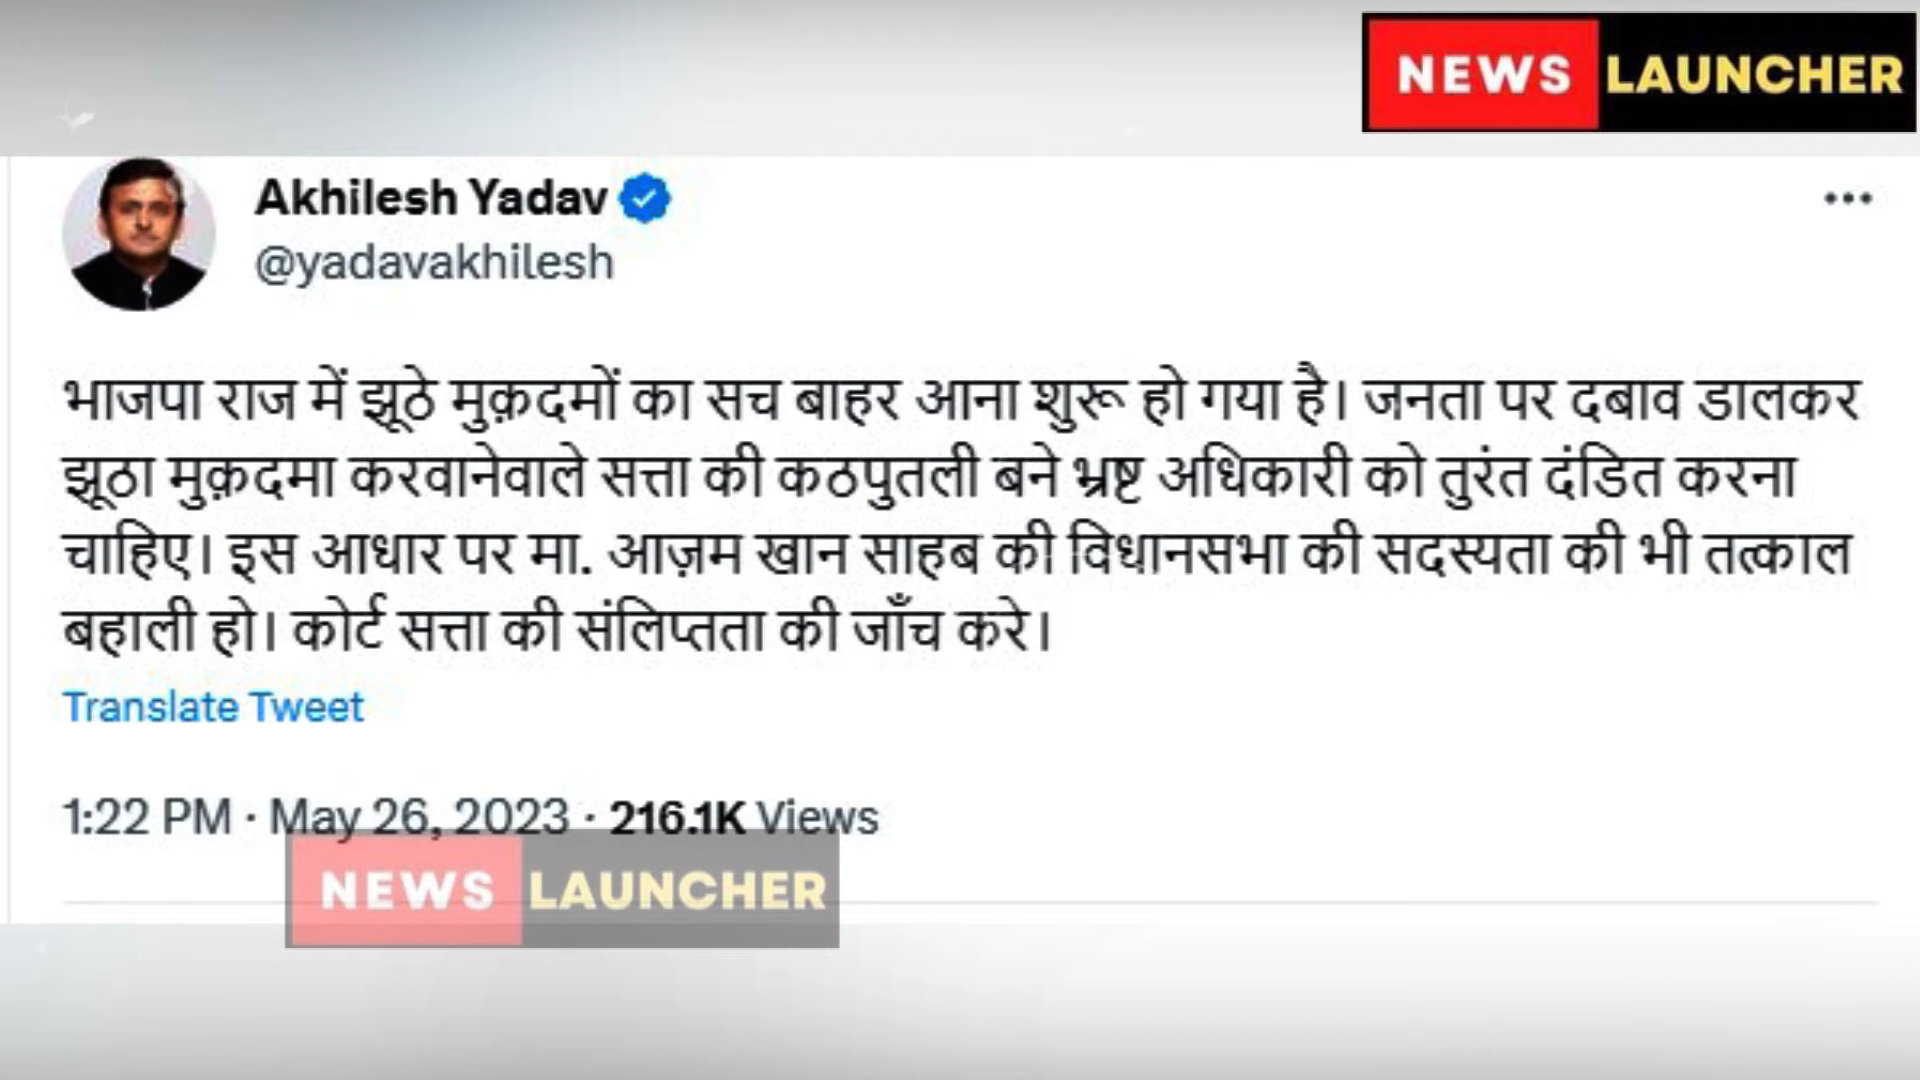 NEWS LAUNCHER
Akhilesh Yadav
@yadavakhilesh
भाजपा राज में झूठे मुक़दमों का सच बाहर आना शुरू हो गया है। जनता पर दबाव डालकर
झूठा मुक़दमा करवानेवाले सत्ता की कठपुतली बने भ्रष्ट अधिकारी को तुरंत दंडित करना
चाहिए। इस आधार पर मा. आज़म खान साहब की विधानसभा की सदस्यता की भी तत्काल
बहाली हो। कोर्ट सत्ता की संलिप्तता की जाँच करे।
Translate Tweet
1:22 PM · May 26, 2023 · 216.1K Views
NEWS LAUNCHER